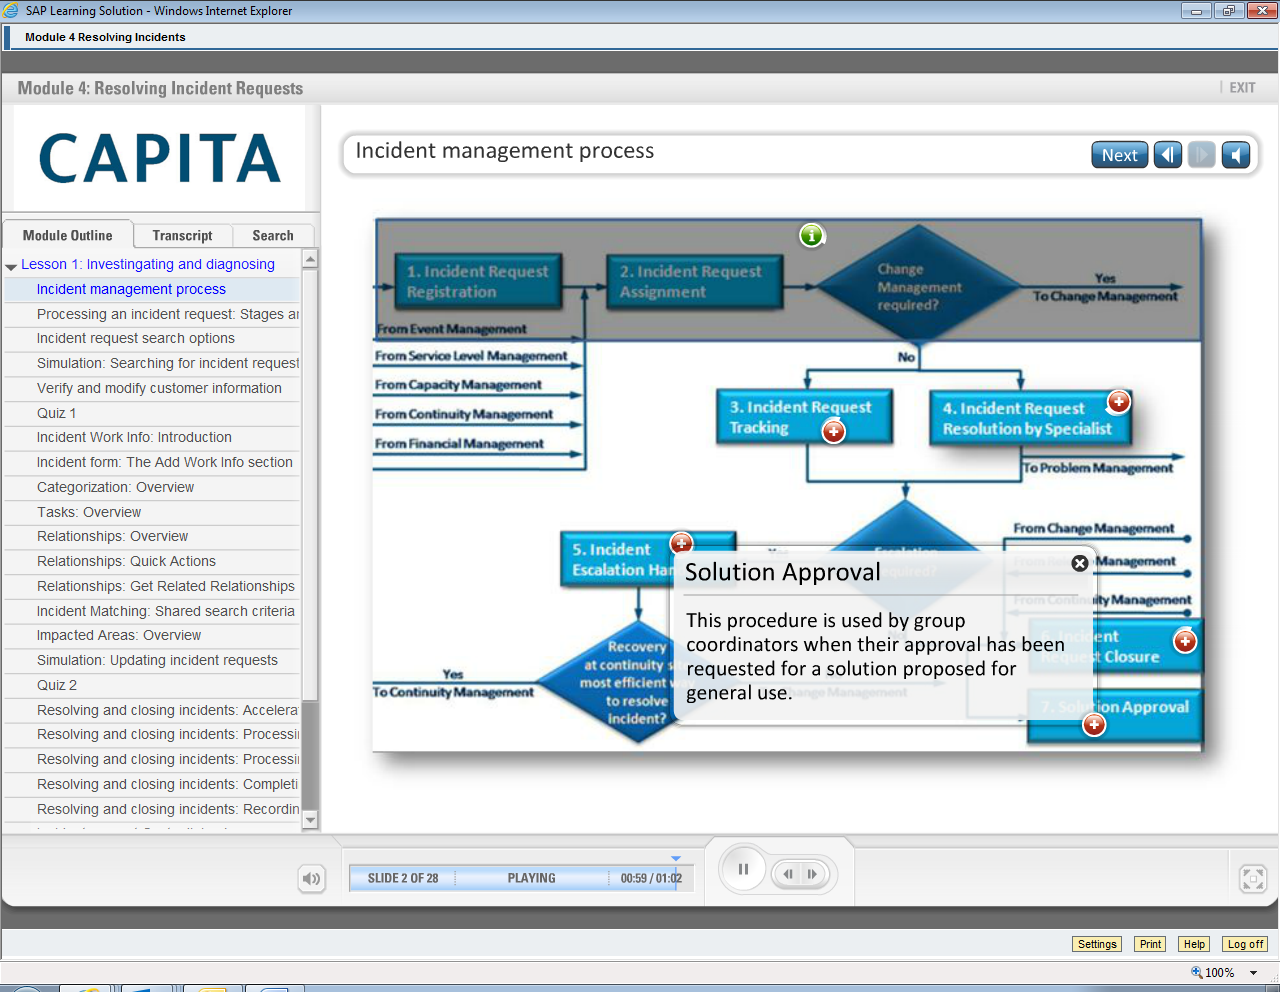 SAP Learning Solution - Windows Internet Explorer
Module 4 Resolving Incidents
Module 4: Resolving Incident Requests
EXIT
CAPITA
Incident management process
Next
Module Outline
Transcript
Search
Lesson 1: Investingating and diagnosing
Incident management process
Processing an incident request: Stages
Incident request search options
Simulation: Searching for incident request
Verify and modify customer information
Quiz 1
Incident Work Info: Introduction
Incident form: The Add Work Info section
Categorization: Overview
Tasks: Overview
Relationships: Overview
Relationships: Quick Actions
Relationships: Get Related Relationships
Incident Matching: Shared search criteria
Impacted Areas: Overview
Simulation: Updating incident requests
Quiz 2
Resolving and closing incidents: Accelera
Resolving and closing incidents: Processi
Resolving and closing incidents: Processi
Resolving and closing incidents: Completi
Resolving and closing incidents: Recordin
1. Incident Request
Registration
2. Incident Request
Assignment
Change
Management
required?
Yes
To Change Management
From Event Management
From Service Level Management
From Capacity Management
From Continuity Management
From Financial Management
No
3. Incident Request
Tracking
4. Incident Request
Resolution by Specialist
To Problem Management
From Change Management
Management
From Continuity Management
5. Incident
Escalation
Yes
Escalation
required?
Solution Approval
This procedure is used by group
coordinators when their approval has been
requested for a solution proposed for
general use.
Recovery
at continuity
most efficient
to resolve
Incident?
Yes
To Continuity Management
6. Incident
Request Closure
7. Solution Approval
SLIDE 2 OF 28
PLAYING
00:59 / 01:02
Settings
Print
Help
Log off
100%